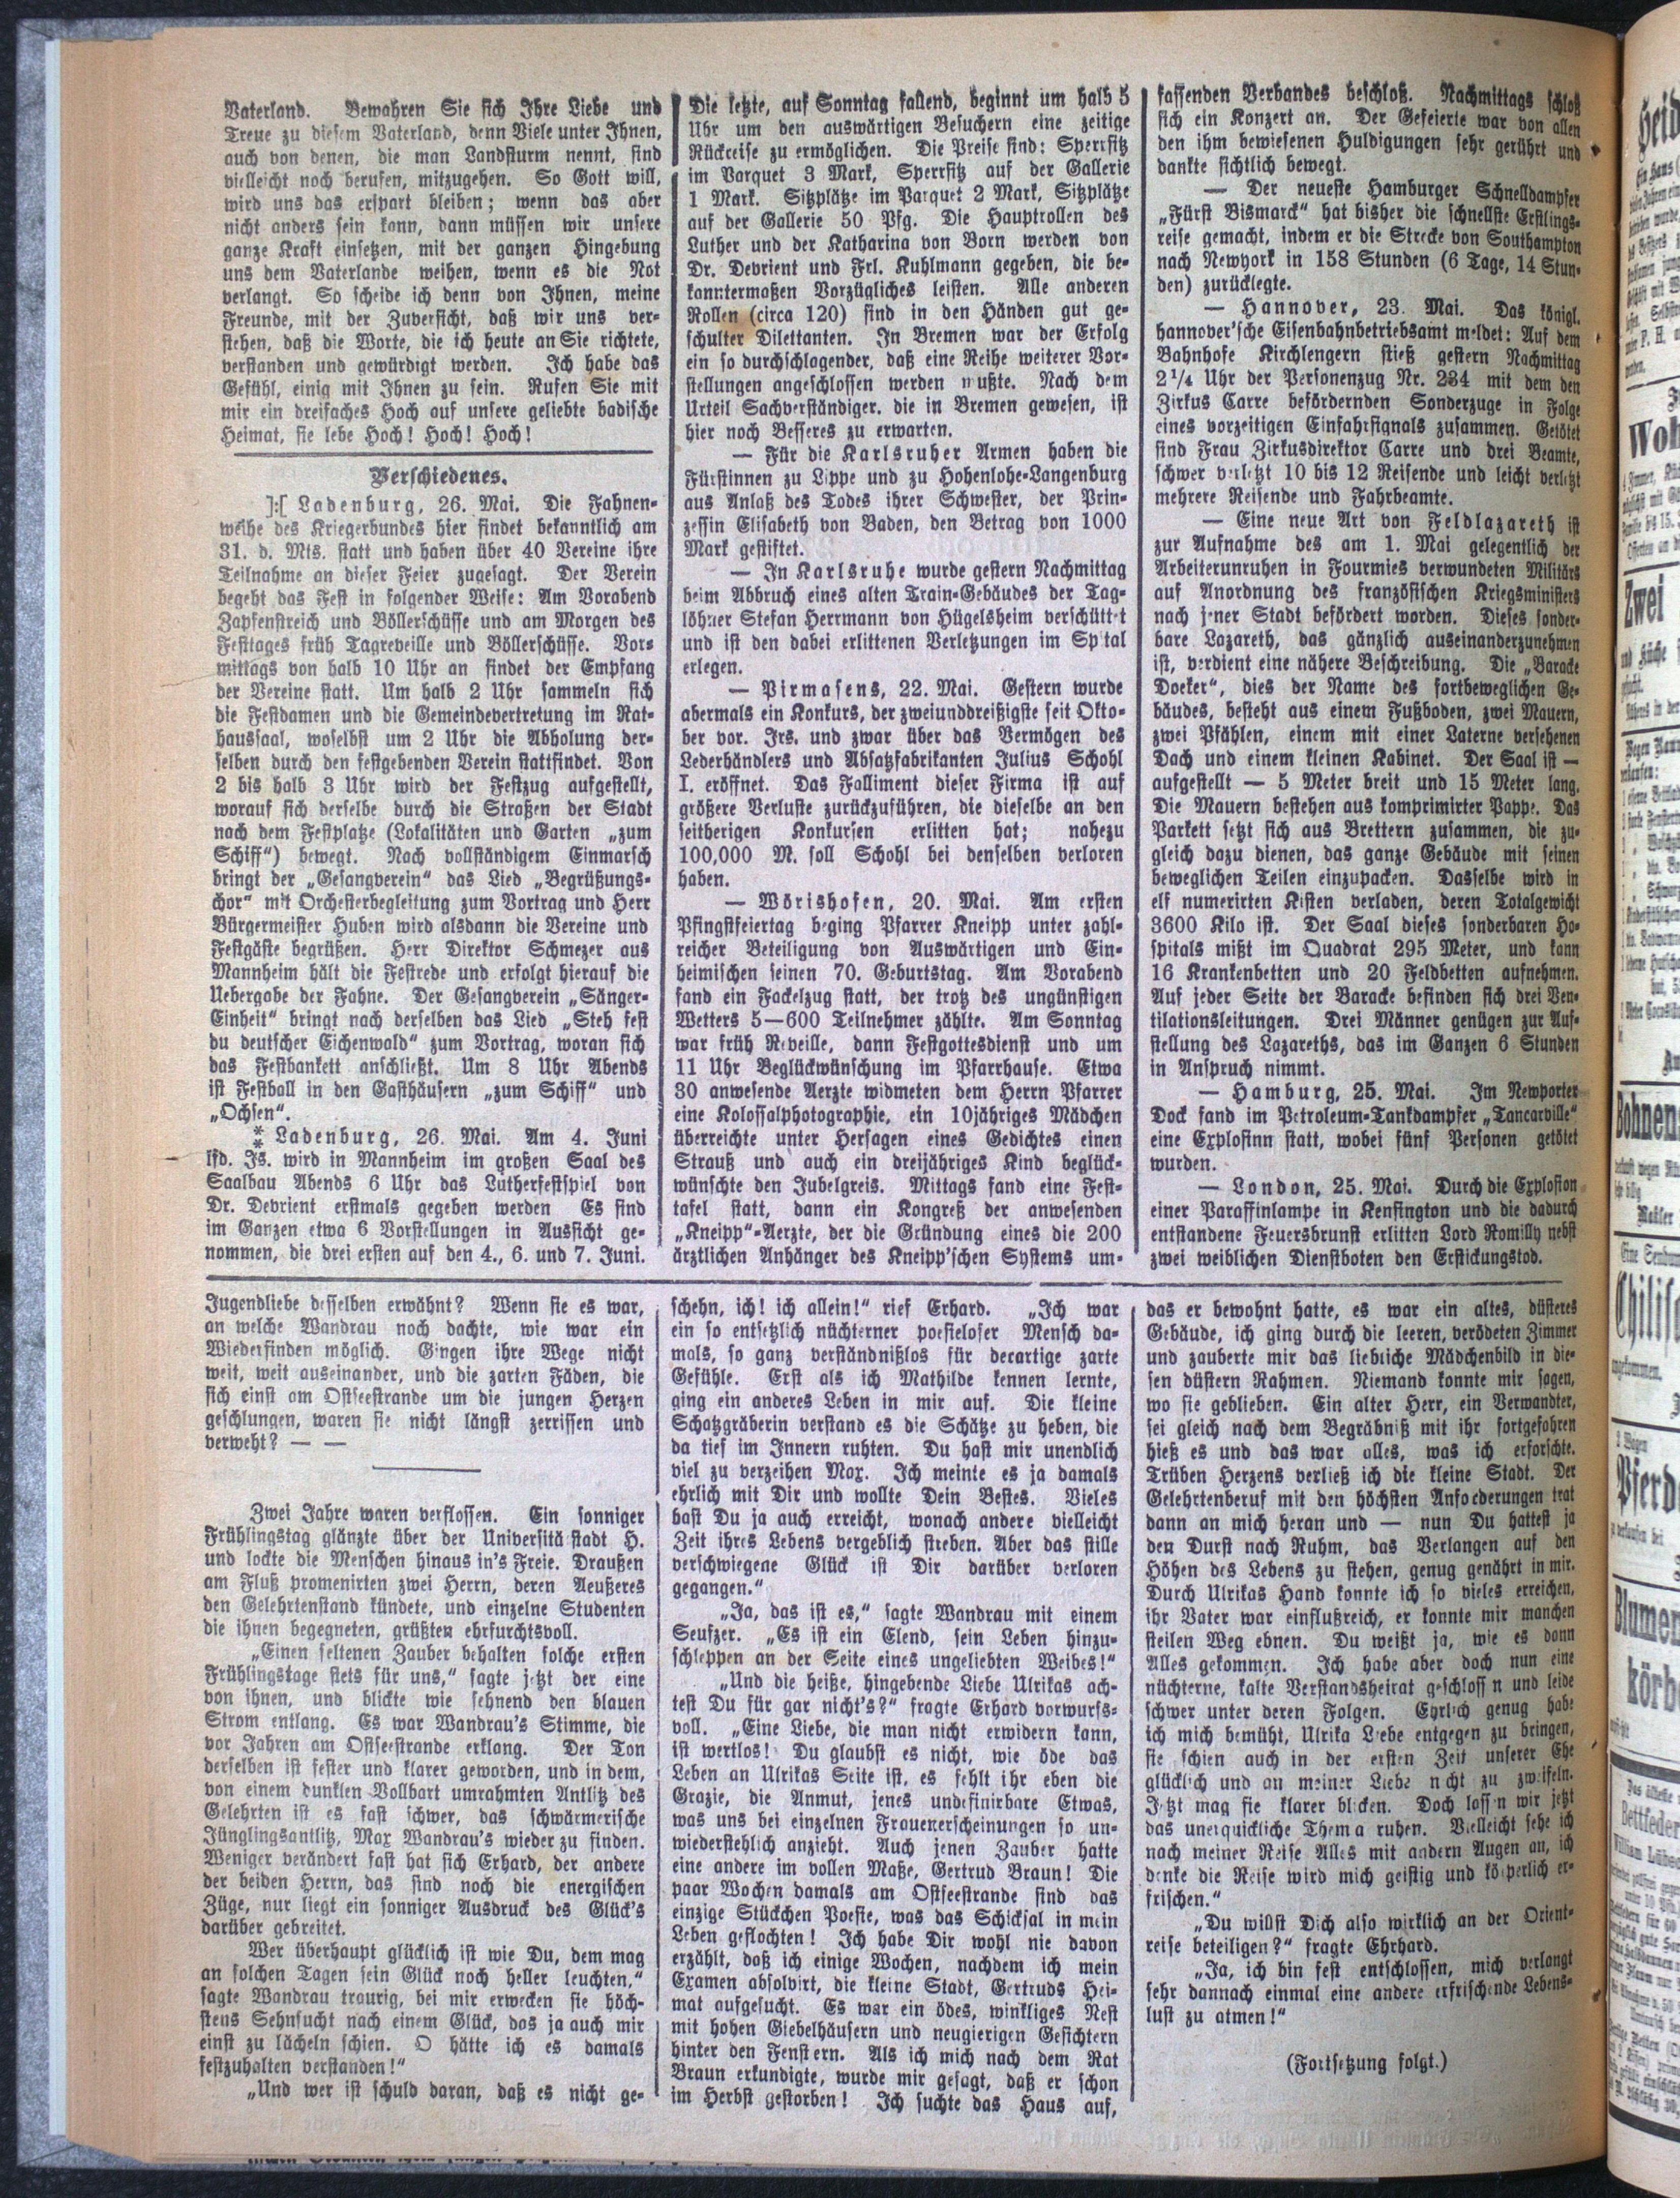 Vaterland. Bewahren Sie sich Ihre Liebe und
Treue zu diesem Vaterland, denn Viele unter Ihnen,
auch von denen, die man Landsturm nennt, sind
vielleicht noch berufen, mitzugehen. So Gott will,
wird uns das erspart bleiben; wenn das aber
nicht anders sein kann, dann müssen wir unsere
ganze Kraft einsetzen, mit der ganzen Hingebung
uns dem Vaterlande weihen, wenn es die Not
verlangt. So scheide ich denn von Ihnen, meine
Freunde, mit der Zuversicht, daß wir uns ver-
stehen, daß die Worte, die ich heute an Sie richtete,
verstanden und gewürdigt werden. Ich habe das
Gefühl, einig mit Ihnen zu sein. Rufen Sie mit
mir ein dreifaches Hoch auf unsere geliebte badische
Heimat, sie lebe Hoch! Hoch! Hoch!
Verschiedenes.
]:[ Ladenburg, 26. Mai. Die Fahnen-
weihe des Kriegerbundes hier findet bekanntlich am
31. d. Mts. statt und haben über 40 Vereine ihre
Teilnahme an dieser Feier zugesagt. Der Verein
begeht das Fest in folgender Weise: Am Vorabend
Zapfenstreich und Böllerschüsse und am Morgen des
Festtages früh Tagreveille und Böllerschüsse. Vor-
mittags von halb 10 Uhr an findet der Empfang
der Vereine statt. Um halb 2 Uhr sammeln sich
die Festdamen und die Gemeindevertretung im Rat-
haussaal, woselbst um 2 Uhr die Abholung der-
selben durch den festgebenden Verein stattfindet. Von
2 bis halb 3 Uhr wird der Festzug aufgestellt,
worauf sich derselbe durch die Straßen der Stadt
nach dem Festplatze (Lokalitäten und Garten „zum
Schiff“) bewegt. Nach vollständigem Einmarsch
bringt der „Gesangverein“ das Lied „Begrüßungs-
chor“ mit Orchesterbegleitung zum Vortrag und Herr
Bürgermeister Huben wird alsdann die Vereine und
Festgäste begrüßen. Herr Direktor Schmezer aus
Mannheim hält die Festrede und erfolgt hierauf die
Uebergabe der Fahne. Der Gesangverein „Sänger-
Einheit“ bringt nach derselben das Lied „Steh fest
du deutscher Eichenwald“ zum Vortrag, woran sich
das Festbankett anschließt. Um 8 Uhr Abends
ist Festball in den Gasthäusern „zum Schiff“ und
„Ochsen“.
** Ladenburg, 26. Mai. Am 4. Juni
lfd. Js. wird in Mannheim im großen Saal des
Saalbau Abends 6 Uhr das Lutherfestspiel von
Dr. Devrient erstmals gegeben werden Es sind
im Ganzen etwa 6 Vorstellungen in Aussicht ge-
nommen, die drei ersten auf den 4., 6. und 7. Juni.
Die letzte, auf Sonntag fallend, beginnt um halb 5
Uhr um den auswärtigen Besuchern eine zeitige
Rückreise zu ermöglichen. Die Preise sind: Sperrsitz
im Parquet 3 Mark, Sperrsitz auf der Gallerie
1 Mark. Sitzplätze im Parquet 2 Mark, Sitzplätze
auf der Gallerie 50 Pfg. Die Hauptrollen des
Luther und der Katharina von Born werden von
Dr. Devrient und Frl. Kuhlmann gegeben, die be-
kanntermaßen Vorzügliches leisten. Alle anderen
Rollen (circa 120) sind in den Händen gut ge-
schulter Dilettanten. In Bremen war der Erfolg
ein so durchschlagender, daß eine Reihe weiterer Vor-
stellungen angeschlossen werden mußte. Nach dem
Urteil Sachverständiger. die in Bremen gewesen, ist
hier noch Besseres zu erwarten.
— Für die Karlsruher Armen haben die
Fürstinnen zu Lippe und zu Hohenlohe-Langenburg
aus Anlaß des Todes ihrer Schwester, der Prin-
zessin Elisabeth von Baden, den Betrag von 1000
Mark gestiftet.
— In Karlsruhe wurde gestern Nachmittag
beim Abbruch eines alten Train-Gebäudes der Tag-
löhner Stefan Herrmann von Hügelsheim verschüttet
und ist den dabei erlittenen Verletzungen im Spital
erlegen.
— Pirmasens, 22. Mai. Gestern wurde
abermals ein Konkurs, der zweiunddreißigste seit Okto-
ber vor. Jrs. und zwar über das Vermögen des
Lederhändlers und Absatzfabrikanten Julius Schohl
I. eröffnet. Das Falliment dieser Firma ist auf
größere Verluste zurückzuführen, die dieselbe an den
seitherigen Konkursen erlitten hat; nahezu
100,000 M. soll Schohl bei denselben verloren
haben.
— Wörishofen, 20. Mai. Am ersten
Pfingstfeiertag beging Pfarrer Kneipp unter zahl-
reicher Beteiligung von Auswärtigen und Ein-
heimischen seinen 70. Geburtstag. Am Vorabend
fand ein Fackelzug statt, der trotz des ungünstigen
Wetters 5—600 Teilnehmer zählte. Am Sonntag
war früh Reveille, dann Festgottesdienst und um
11 Uhr Beglückwünschung im Pfarrhause. Etwa
30 anwesende Aerzte widmeten dem Herrn Pfarrer
eine Kolossalphotographie, ein 10jähriges Mädchen
überreichte unter Hersagen eines Gedichtes einen
Strauß und auch ein dreijähriges Kind beglück-
wünschte den Jubelgreis. Mittags fand eine Fest-
tafel statt, dann ein Kongreß der anwesenden
„Kneipp“-Aerzte, der die Gründung eines die 200
ärztlichen Anhänger des Kneipp'schen Systems um-
fassenden Verbandes beschloß. Nachmittags schloß
sich ein Konzert an. Der Gefeierte war von allen
den ihm bewiesenen Huldigungen sehr gerührt und
dankte sichtlich bewegt.
— Der neueste Hamburger Schnelldampfer
„Fürst Bismarck“ hat bisher die schnellste Erstlings-
reise gemacht, indem er die Strecke von Southampton
nach Newyork in 158 Stunden (6 Tage, 14 Stun-
den) zurücklegte.
— Hannover, 23. Mai. Das königl.
hannover'sche Eisenbahnbetriebsamt meldet: Auf dem
Bahnhofe Kirchlengern stieß gestern Nachmittag
2 1/4 Uhr der Personenzug Nr. 234 mit dem den
Zirkus Carre befördernden Sonderzuge in Folge
eines vorzeitigen Einfahrsignals zusammen. Getötet
sind Frau Zirkusdirektor Carre und drei Beamte,
schwer verletzt 10 bis 12 Reisende und leicht verletzt
mehrere Reisende und Fahrbeamte.
— Eine neue Art von Feldlazareth ist
zur Aufnahme des am 1. Mai gelegentlich der
Arbeiterunruhen in Fourmies verwundeten Militärs
auf Anordnung des französischen Kriegsministers
nach jener Stadt befördert worden. Dieses sonder-
bare Lazareth, das gänzlich auseinanderzunehmen
ist, verdient eine nähere Beschreibung. Die „Baracke
Doeker“, dies der Name des fortbeweglichen Ge-
bäudes, besteht aus einem Fußboden, zwei Mauern,
zwei Pfählen, einem mit einer Laterne versehenen
Dach und einem kleinen Kabinet. Der Saal ist —
aufgestellt — 5 Meter breit und 15 Meter lang.
Die Mauern bestehen aus komprimirter Pappe. Das
Parkett setzt sich aus Brettern zusammen, die zu-
gleich dazu dienen, das ganze Gebäude mit seinen
beweglichen Teilen einzupacken. Dasselbe wird in
elf numerirten Kisten verladen, deren Totalgewicht
3600 Kilo ist. Der Saal dieses sonderbaren Ho-
spitals mißt im Quadrat 295 Meter, und kann
16 Krankenbetten und 20 Feldbetten aufnehmen.
Auf jeder Seite der Baracke befinden sich drei Ven-
tilationsleitungen. Drei Männer genügen zur Auf-
stellung des Lazareths, das im Ganzen 6 Stunden
in Anspruch nimmt.
— Hamburg, 25. Mai. Im Newporter
Dock fand im Petroleum-Tankdampfer „Tancarville“
eine Explosinn statt, wobei fünf Personen getötet
wurden.
— London, 25. Mai. Durch die Explosion
einer Paraffinlampe in Kensington und die dadurch
entstandene Feuersbrunst erlitten Lord Romilly nebst
zwei weiblichen Dienstboten den Erstickungstod.
Jugendliebe desselben erwähnt? Wenn sie es war,
an welche Wandrau noch dachte, wie war ein
Wiederfinden möglich. Gingen ihre Wege nicht
weit, weit auseinander, und die zarten Fäden, die
sich einst am Ostseestrande um die jungen Herzen
geschlungen, waren sie nicht längst zerrissen und
verweht? — —
Zwei Jahre waren verflossen. Ein sonniger
Frühlingstag glänzte über der Universitätsstadt H.
und lockte die Menschen hinaus in's Freie. Draußen
am Fluß promenirten zwei Herrn, deren Aeußeres
den Gelehrtenstand kündete, und einzelne Studenten
die ihnen begegneten, grüßten ehrfurchtsvoll.
„Einen seltenen Zauber behalten solche ersten
Frühlingstage stets für uns,“ sagte jetzt der eine
von ihnen, und blickte wie sehnend den blauen
Strom entlang. Es war Wandrau's Stimme, die
vor Jahren am Ostseestrande erklang. Der Ton
derselben ist fester und klarer geworden, und in dem,
von einem dunklen Vollbart umrahmten Antlitz des
Gelehrten ist es fast schwer, das schwärmerische
Jünglingsantlitz, Max Wandrau's wieder zu finden.
Weniger verändert fast hat sich Erhard, der andere
der beiden Herrn, das sind noch die energischen
Züge, nur liegt ein sonniger Ausdruck des Glück's
darüber gebreitet.
Wer überhaupt glücklich ist wie Du, dem mag
an solchen Tagen sein Glück noch heller leuchten,“
sagte Wandrau traurig, bei mir erwecken sie höch-
stens Sehnsucht nach einem Glück, das ja auch mir
einst zu lächeln schien. O hätte ich es damals
festzuhalten verstanden!“
„Und wer ist schuld daran, daß es nicht ge-
schehn, ich! ich allein!“ rief Erhard. „Ich war
ein so entsetzlich nüchterner poesieloser Mensch da-
mals, so ganz verständnißlos für derartige zarte
Gefühle. Erst als ich Mathilde kennen lernte,
ging ein anderes Leben in mir auf. Die kleine
Schatzgräberin verstand es die Schätze zu heben, die
da tief im Innern ruhten. Du hast mir unendlich
viel zu verzeihen Max. Ich meinte es ja damals
ehrlich mit Dir und wollte Dein Bestes. Vieles
hast Du ja auch erreicht, wonach andere vielleicht
Zeit ihres Lebens vergeblich streben. Aber das stille
verschwiegene Glück ist Dir darüber verloren
gegangen.“
„Ja, das ist es,“ sagte Wandrau mit einem
Seufzer. „Es ist ein Elend, sein Leben hinzu-
schleppen an der Seite eines ungeliebten Weibes!“
„Und die heiße, hingebende Liebe Ulrikas ach-
test Du für gar nicht's?“ fragte Erhard vorwurfs-
voll. „Eine Liebe, die man nicht erwidern kann,
ist wertlos! Du glaubst es nicht, wie öde das
Leben an Ulrikas Seite ist, es fehlt ihr eben die
Grazie, die Anmut, jenes undefinirbare Etwas,
was uns bei einzelnen Frauenerscheinungen so un-
wiederstehlich anzieht. Auch jenen Zauber hatte
eine andere im vollen Maße, Gertrud Braun! Die
paar Wochen damals am Ostseestrande sind das
einzige Stückchen Poesie, was das Schicksal in mein
Leben geflochten! Ich habe Dir wohl nie davon
erzählt, daß ich einige Wochen, nachdem ich mein
Examen absolvirt, die kleine Stadt, Gertruds Hei-
mat aufgesucht. Es war ein ödes, winkliges Nest
mit hohen Giebelhäusern und neugierigen Gesichtern
hinter den Fenstern. Als ich mich nach dem Rat
Braun erkundigte, wurde mir gesagt, daß er schon
im Herbst gestorben! Ich suchte das Haus auf,
das er bewohnt hatte, es war ein altes, düsteres
Gebäude, ich ging durch die leeren, verödeten Zimmer
und zauberte mir das liebliche Mädchenbild in die-
sen düstern Rahmen. Niemand konnte mir sagen,
wo sie geblieben. Ein alter Herr, ein Verwandter,
sei gleich nach dem Begräbniß mit ihr fortgefahren
hieß es und das war alles, was ich erforschte.
Trüben Herzens verließ ich die kleine Stadt. Der
Gelehrtenberuf mit den höchsten Anforderungen trat
dann an mich heran und — nun Du hattest ja
den Durst nach Ruhm, das Verlangen auf den
Höhen des Lebens zu stehen, genug genährt in mir.
Durch Ulrikas Hand konnte ich so vieles erreichen,
ihr Vater war einflußreich, er konnte mir manchen
steilen Weg ebnen. Du weißt ja, wie es dann
Alles gekommen. Ich habe aber doch nun eine
nüchterne, kalte Verstandsheirat geschlossen und leide
schwer unter deren Folgen. Ehrlich genug habe
ich mich bemüht, Ulrika Liebe entgegen zu bringen,
sie schien auch in der ersten Zeit unserer Ehe
glücklich und an meiner Liebe nicht zu zweifeln.
Jetzt mag sie klarer blicken. Doch lassen wir jetzt
das unerquickliche Thema ruhen. Vielleicht sehe ich
nach meiner Reise Alles mit andern Augen an, ich
denke die Reise wird mich geistig und körperlich er-
frischen.“
„Du willst Dich also wirklich an der Orient-
reise beteiligen?“ fragte Ehrhard.
„Ja, ich bin fest entschlossen, mich verlangt
sehr dannach einmal eine andere erfrischende Lebens-
lust zu atmen!“
(Fortsetzung folgt.)